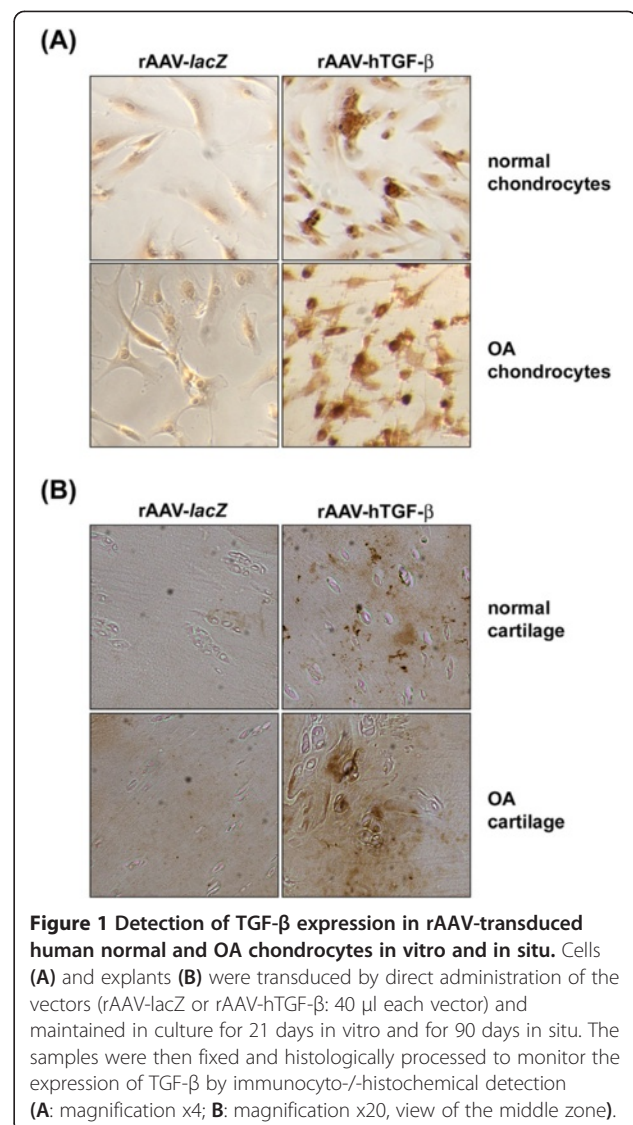 (A)
rAAV-lacZ rAAV-hTGF-β
normal
chondrocytes
OA
chondrocytes
(B)
rAAV-lacZ rAAV-hTGF-β
normal
cartilage
OA
cartilage
Figure 1 Detection of TGF-β expression in rAAV-transduced
human normal and OA chondrocytes in vitro and in situ. Cells
(A) and explants (B) were transduced by direct administration of the
vectors (rAAV-lacZ or rAAV-hTGF-β: 40 μl each vector) and
maintained in culture for 21 days in vitro and for 90 days in situ. The
samples were then fixed and histologically processed to monitor the
expression of TGF-β by immunocyto-/-histochemical detection
(A: magnification x4; B: magnification x20, view of the middle zone).